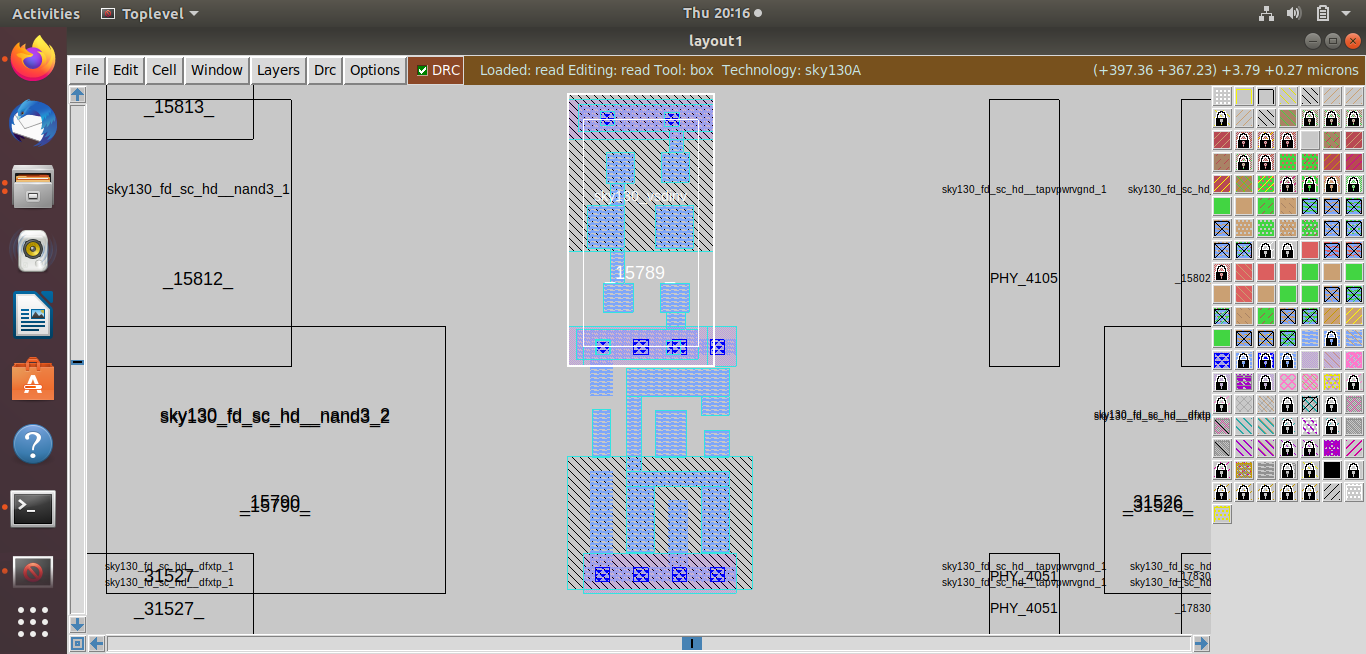 Activities Toplevel Thu 20:16
layout1
File Edit Cell Window Layers Drc Options DRC Loaded: read Editing: read Tool: box Technology: sky130A (+397.36 +367.23) +3.79 +0.27 microns
_15813_
sky130_fd_sc_hd__nand3_1 sky130_fd_sc_hd__tapvpwrvgnd_1 sky130_fd_sc_hd
_15812_ _15789_ PHY_4105 _15802
sky130_fd_sc_hd__nand3_2 sky130_fd_sc_hd__dfxtp
_15790_ _31526_
sky130_fd_sc_hd__dfxtp_1 sky130_fd_sc_hd__tapvpwrvgnd_1 sky130_fd_sc_hd
_31527_ PHY_4051 _17830
sky130_fd_sc_hd__dfxtp_1 sky130_fd_sc_hd__tapvpwrvgnd_1 sky130_fd_sc_hd
_31527_ PHY_4051 _17830